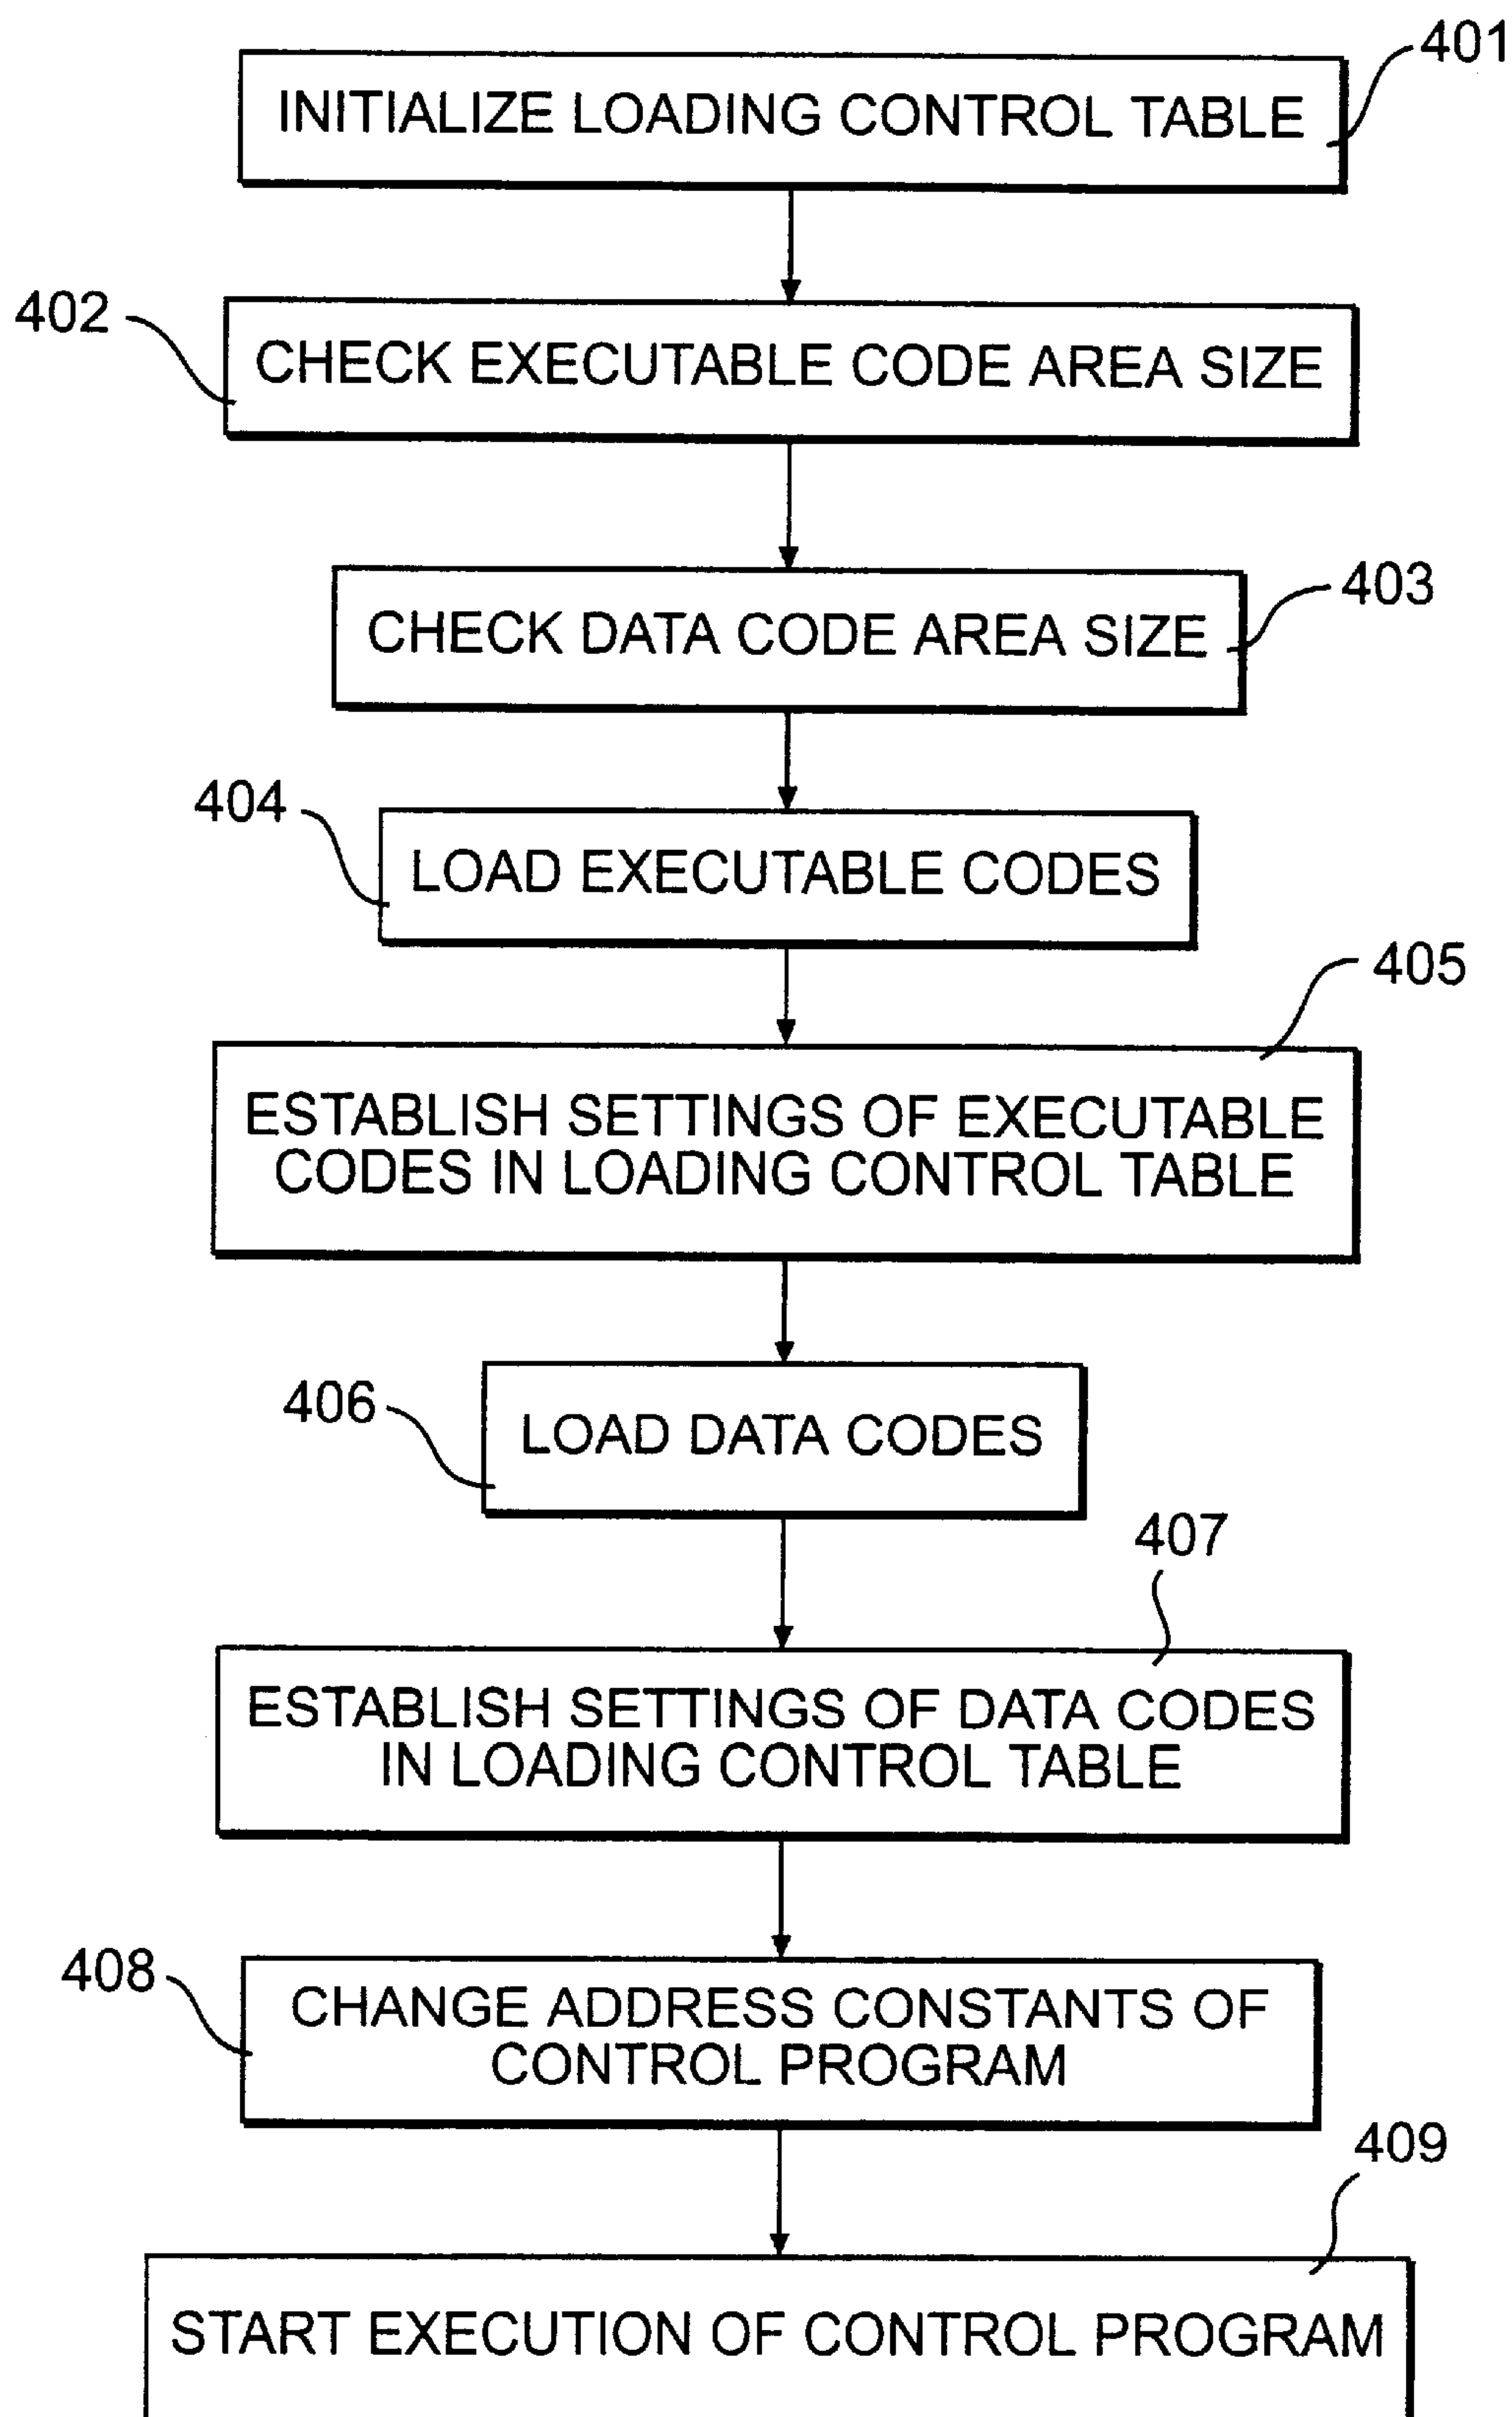 401
INITIALIZE LOADING CONTROL TABLE
402
CHECK EXECUTABLE CODE AREA SIZE
403
CHECK DATA CODE AREA SIZE
404
LOAD EXECUTABLE CODES
405
ESTABLISH SETTINGS OF EXECUTABLE
CODES IN LOADING CONTROL TABLE
406
LOAD DATA CODES
407
ESTABLISH SETTINGS OF DATA CODES
IN LOADING CONTROL TABLE
408
CHANGE ADDRESS CONSTANTS OF
CONTROL PROGRAM
409
START EXECUTION OF CONTROL PROGRAM